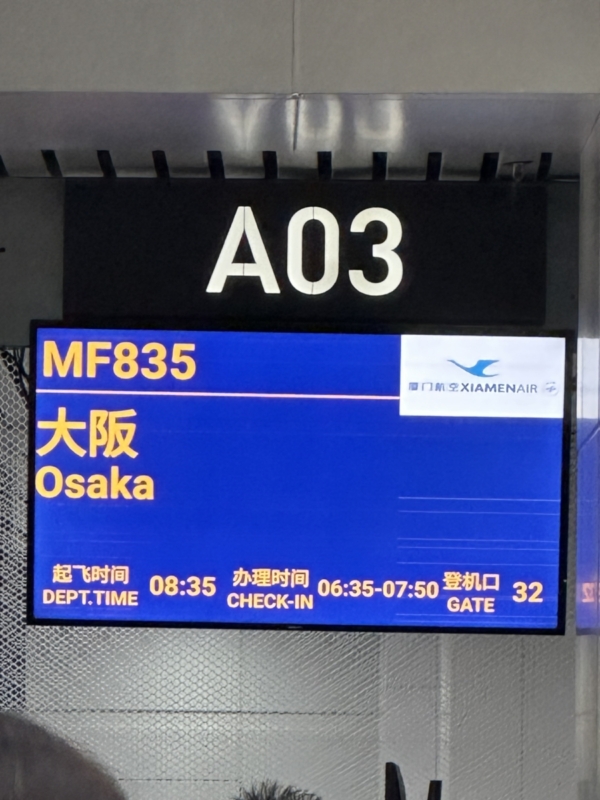 A03
MF835
厦门航空 XIAMENAIR
大阪
Osaka
起飞时间 08:35 办理时间 06:35-07:50 登机口 32
DEPT.TIME CHECK-IN GATE